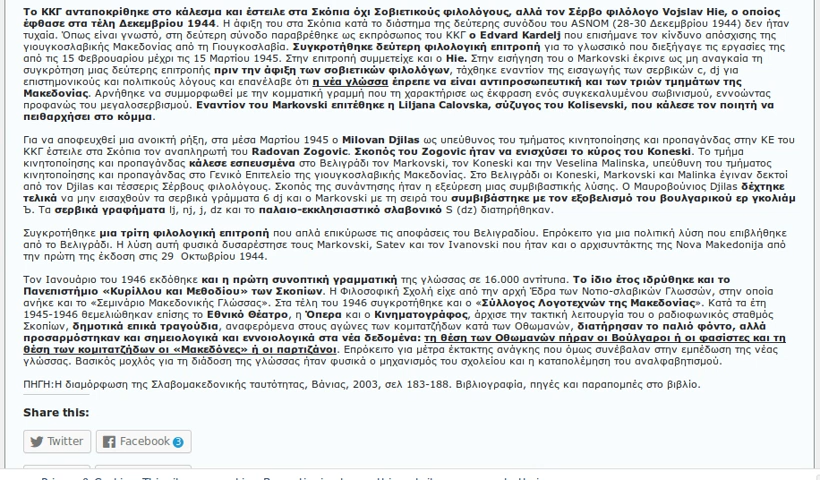 Το ΚΚΓ ανταποκρίθηκε στο κάλεσμα και έστειλε στα Σκόπια όχι Σοβιετικούς φιλολόγους, αλλά τον Σέρβο φιλόλογο Vojslav Hie, ο οποίος
έφθασε στα τέλη Δεκεμβρίου 1944. Η άφιξη του στα Σκόπια κατά το διάστημα της δεύτερης συνόδου του ASNOM (28-30 Δεκεμβρίου 1944) δεν ήταν
τυχαία. Όπως είναι γνωστό, στη δεύτερη σύνοδο παραβρέθηκε ως εκπρόσωπος του ΚΚΓ ο Edvard Kardelj που επισήμανε τον κίνδυνο απόσχισης της
γιουγκοσλαβικής Μακεδονίας από τη Γιουγκοσλαβία. Συγκροτήθηκε δεύτερη φιλολογική επιτροπή για το γλωσσικό που διεξήγαγε τις εργασίες της
από τις 15 Φεβρουαρίου μέχρι τις 15 Μαρτίου 1945. Στην επιτροπή συμμετείχε και ο Hie. Στην εισήγηση του ο Markovski έκρινε ως μη αναγκαία τη
συγκρότηση μιας δεύτερης επιτροπής πριν την άφιξη των σοβιετικών φιλολόγων, τάχθηκε εναντίον της εισαγωγής των σερβικών c, dj για
επιστημονικούς και πολιτικούς λόγους και επανέλαβε ότι η νέα γλώσσα έπρεπε να είναι αντιπροσωπευτική και των τριών τμημάτων της
Μακεδονίας. Αρνήθηκε να συμμορφωθεί με την κομματική γραμμή που τη χαρακτήρισε ως έκφραση ενός συγκεκαλυμένου σωβινισμού, εννοώντας
προφανώς του μεγαλοσερβισμού. Εναντίον του Markovski επιτέθηκε η Liljana Calovska, σύζυγος του Kolisevski, που κάλεσε τον ποιητή να
πειθαρχήσει στο κόμμα.
Για να αποφευχθεί μια ανοικτή ρήξη, στα μέσα Μαρτίου 1945 ο Milovan Djilas ως υπεύθυνος του τμήματος κινητοποίησης και προπαγάνδας στην ΚΕ του
ΚΚΓ έστειλε στα Σκόπια τον αναπληρωτή του Radovan Zogovic. Σκοπός του Zogovic ήταν να ενισχύσει το κύρος του Koneski. Το τμήμα
κινητοποίησης και προπαγάνδας κάλεσε εσπευσμένα στο Βελιγράδι τον Markovski, τον Koneski και την Veselina Malinska, υπεύθυνη του τμήματος
κινητοποίησης και προπαγάνδας στο Γενικό Επιτελείο της γιουγκοσλαβικής Μακεδονίας. Στο Βελιγράδι οι Koneski, Markovski και Malinka έγιναν δεκτοί
από τον Djilas και τέσσερις Σέρβους φιλολόγους. Σκοπός της συνάντησης ήταν η εξεύρεση μιας συμβιβαστικής λύσης. Ο Μαυροβούνιος Djilas δέχτηκε
τελικά να μην εισαχθούν τα σερβικά γράμματα 6 dj και ο Markovski με τη σειρά του συμβιβάστηκε με τον εξοβελισμό του βουλγαρικού ερ γκολιάμ
Ъ. Τα σερβικά γραφήματα lj, nj, j, dz και το παλαιο-εκκλησιαστικό σλαβονικό S (dz) διατηρήθηκαν.
Συγκροτήθηκε μια τρίτη φιλολογική επιτροπή που απλά επικύρωσε τις αποφάσεις του Βελιγραδίου. Επρόκειτο για μια πολιτική λύση που επιβλήθηκε
από το Βελιγράδι. Η λύση αυτή φυσικά δυσαρέστησε τους Markovski, Satev και τον Ivanovski που ήταν και ο αρχισυντάκτης της Nova Makedonija από
την πρώτη της έκδοση στις 29 Οκτωβρίου 1944.
Τον Ιανουάριο του 1946 εκδόθηκε και η πρώτη συνοπτική γραμματική της γλώσσας σε 16.000 αντίτυπα. Το ίδιο έτος ιδρύθηκε και το
Πανεπιστήμιο «Κυρίλλου και Μεθοδίου» των Σκοπίων. Η Φιλοσοφική Σχολή είχε από την αρχή Έδρα των Νοτιο-σλαβικών Γλωσσών, στην οποία
ανήκε και το «Σεμινάριο Μακεδονικής Γλώσσας». Στα τέλη του 1946 συγκροτήθηκε και ο «Σύλλογος Λογοτεχνών της Μακεδονίας». Κατά τα έτη
1945-1946 θεμελιώθηκαν επίσης το Εθνικό Θέατρο, η Όπερα και ο Κινηματογράφος, άρχισε την τακτική λειτουργία του ο ραδιοφωνικός σταθμός
Σκοπίων, δημοτικά επικά τραγούδια, αναφερόμενα στους αγώνες των κομιτατζήδων κατά των Οθωμανών, διατήρησαν το παλιό φόντο, αλλά
προσαρμόστηκαν και σημειολογικά και εννοιολογικά στα νέα δεδομένα: τη θέση των Οθωμανών πήραν οι Βούλγαροι ή οι φασίστες και τη
θέση των κομιτατζήδων οι «Μακεδόνες» ή οι παρτιζάνοι. Επρόκειτο για μέτρα έκτακτης ανάγκης που όμως συνέβαλαν στην εμπέδωση της νέας
γλώσσας. Βασικός μοχλός για τη διάδοση της γλώσσας ήταν φυσικά ο μηχανισμός του σχολείου και η καταπολέμηση του αναλφαβητισμού.
ΠΗΓΗ:Η διαμόρφωση της Σλαβομακεδονικής ταυτότητας, Βάνιας, 2003, σελ 183-188. Βιβλιογραφία, πηγές και παραπομπές στο βιβλίο.
Share this:
Twitter Facebook 3